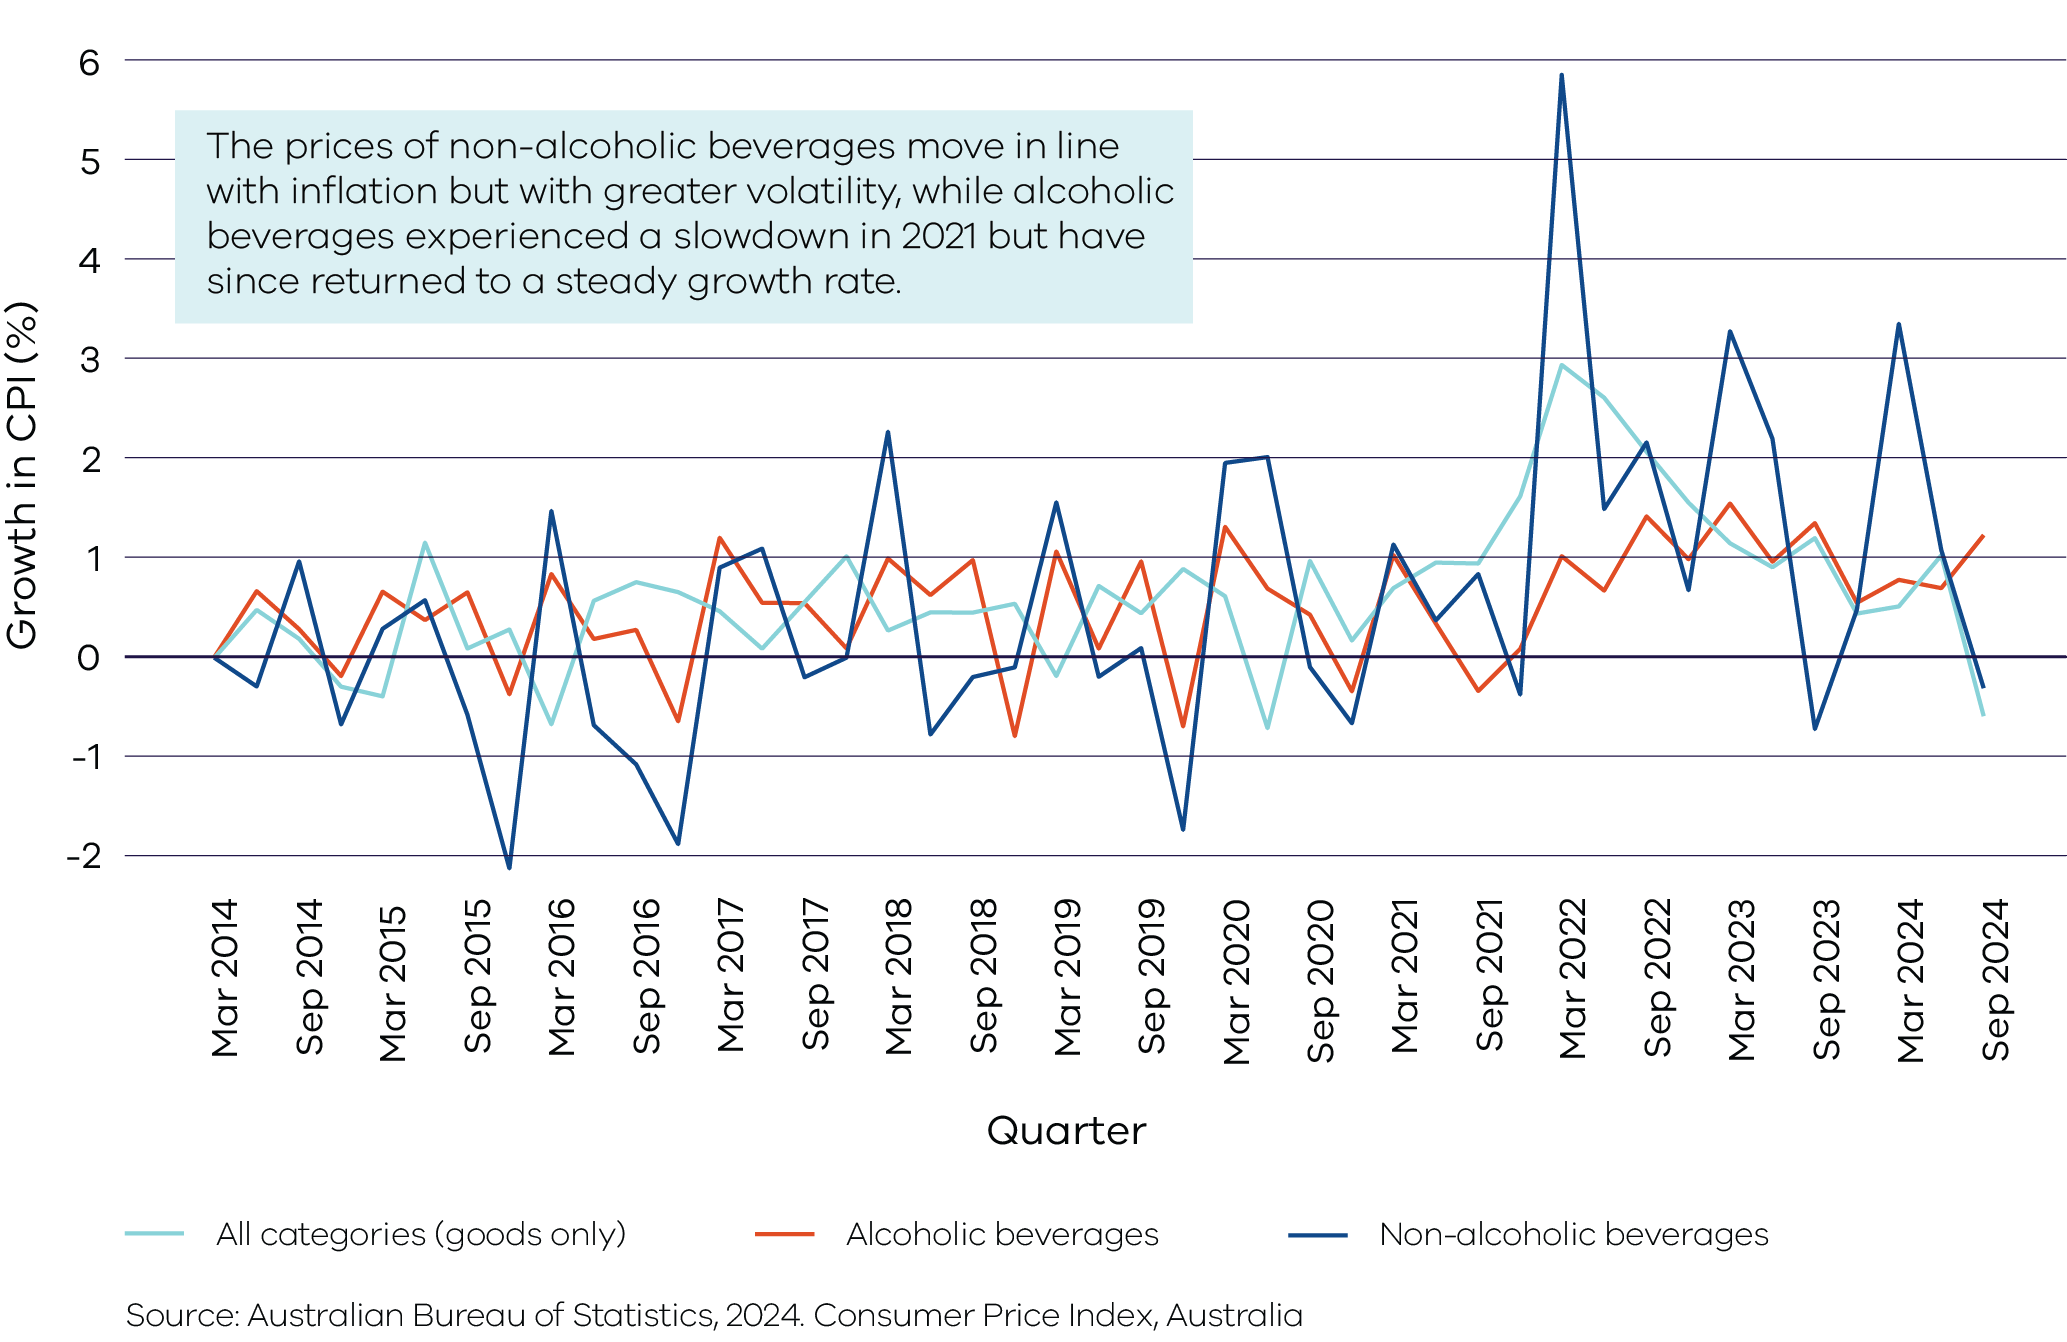 6
The prices of non-alcoholic beverages move in line
with inflation but with greater volatility, while alcoholic
beverages experienced a slowdown in 2021 but have
since returned to a steady growth rate.
5
4
3
2
1
0
-1
-2
Growth in CPI (%)
Mar 2014
Sep 2014
Mar 2015
Sep 2015
Mar 2016
Sep 2016
Mar 2017
Sep 2017
Mar 2018
Sep 2018
Mar 2019
Sep 2019
Mar 2020
Sep 2020
Mar 2021
Sep 2021
Mar 2022
Sep 2022
Mar 2023
Sep 2023
Mar 2024
Sep 2024
Quarter
All categories (goods only)
Alcoholic beverages
Non-alcoholic beverages
Source: Australian Bureau of Statistics, 2024. Consumer Price Index, Australia